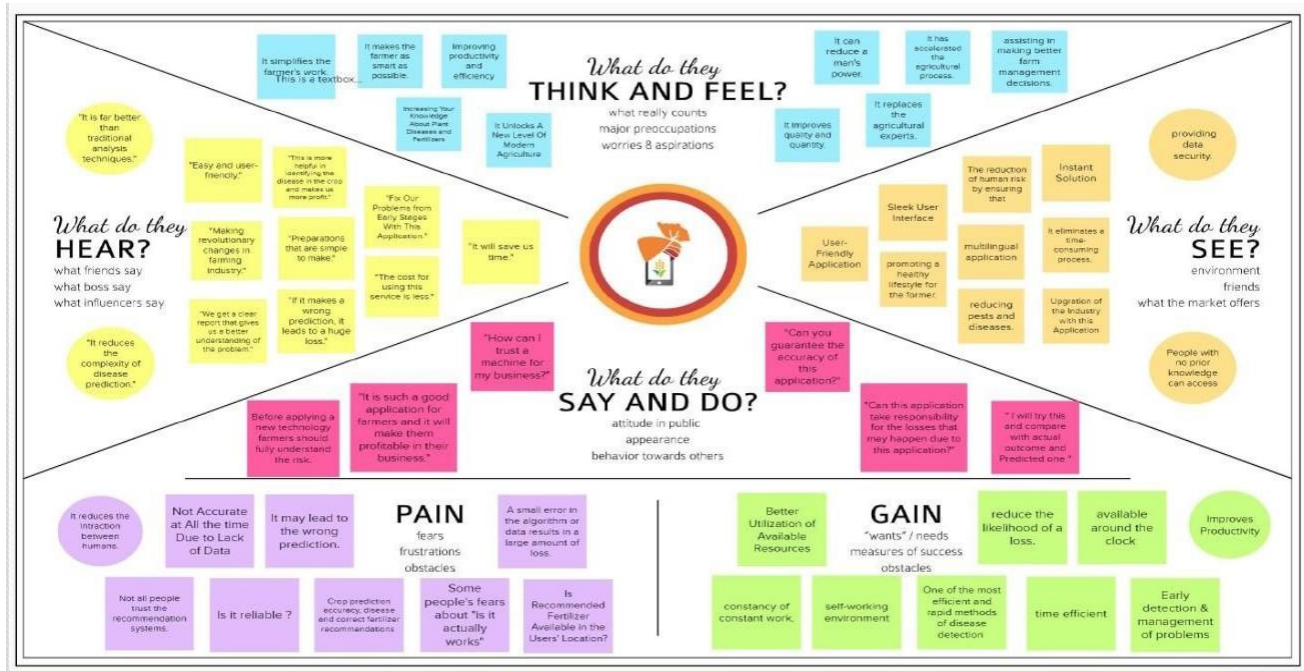 It simplifies the
farmer's work.
This is a textbox...
It makes the
farmer as
smart as
possible.
Improving
productivity
and
efficiency
Increasing Your
Knowledge
About Plant
Diseases and
Fertilizers
It Unlocks A
New Level Of
Modern
Agriculture
What do they
THINK AND FEEL?
what really counts
major preoccupations
worries & aspirations
It can
reduce a
man's
power.
It has
accelerated
the
agricultural
process.
assisting in
making better
farm
management
decisions.
It improves
quality and
quantity.
It replaces
the
agricultural
experts.
"It is far better
than
traditional
analysis
techniques."
"Easy and user-
friendly."
"This is more
helpful in
identifying the
disease in the crop
and makes us
more profit."
"Fix Our
Problems from
Early Steges
With This
Application."
What do they
HEAR?
what friends say
what boss say
what influencers say
"Making
revolutionary
changes in
farming
industry."
"Preparations
that are simple
to make."
"It will save us
time."
"The cost for
using this
service is less."
"We get a clear
report that gives
us a better
understanding of
the problem."
"If it makes a
wrong
prediction, it
leads to a huge
loss."
"It reduces
the
complexity of
disease
prediction."
providing
data
security.
The reduction
of human risk
by ensuring
that
Instant
Solution
Sleek User
Interface
User-
Friendly
Application
multilingual
application
It eliminates a
time-
consuming
process.
promoting a
healthy
lifestyle for
the former.
reducing
pests and
diseases.
Upgration of
the Industry
with this
Application
What do they
SEE?
environment
friends
what the market offers
People with
no prior
knowledge
can access
"How can I
trust a
machine for
my business?"
What do they
SAY AND DO?
attitude in public
appearance
behavior towards others
"Can you
guarantee the
accuracy of
this
application?"
Before applying a
new technology
farmers should
fully understand
the risk.
"It is such a good
application for
farmers and it will
make them
profitable in their
business."
"Can this application
take responsibility
for the losses that
may happen due to
this application?"
" I will try this
and compare
with actual
outcome and
Predicted one "
It reduces the
intraction
between
humans.
Not Accurate
at All the time
Due to Lack
of Data
It may lead to
the wrong
prediction.
PAIN
fears
frustrations
obstacles
A small error in
the algorithm or
data results in a
large amount of
loss.
Not all people
trust the
recommendation
systems.
Is it reliable ?
Crop prediction
accuracy, disease
and correct fertilizer
recommendations
Some
people's fears
about "Is it
actually
works"
Is
Recommended
Fertilizer
Available in the
Users' Location?
Better
Utilization of
Available
Resources
GAIN
"wants" / needs
measures of success
obstacles
reduce the
likelihood of a
loss.
available
around the
clock
Improves
Productivity
constancy of
constant work,
self-working
environment
One of the most
efficient and
rapid methods
of disease
detection
time efficient
Early
detection &
management
of problems